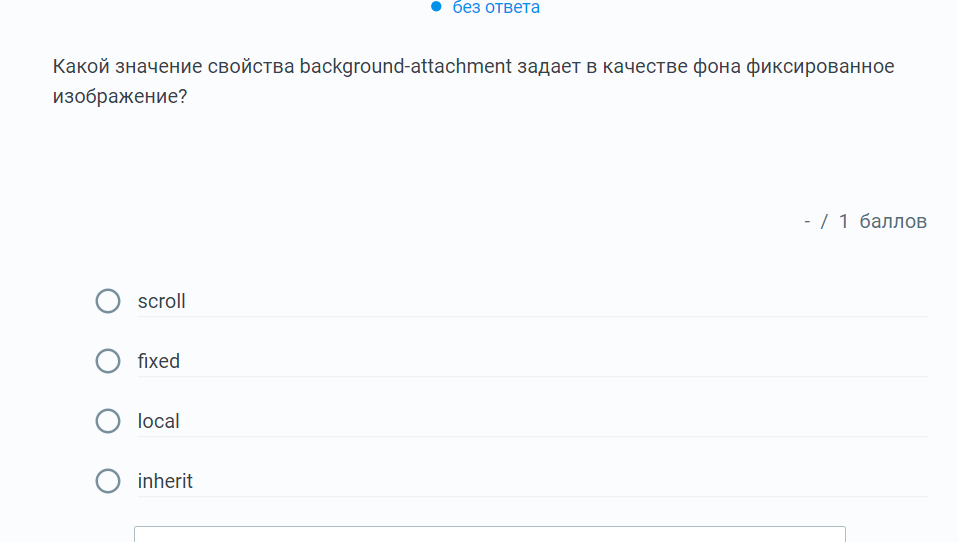 без ответа
Какой значение свойства background-attachment задает в качестве фона фиксированное
изображение?
- / 1 баллов
scroll
fixed
local
inherit